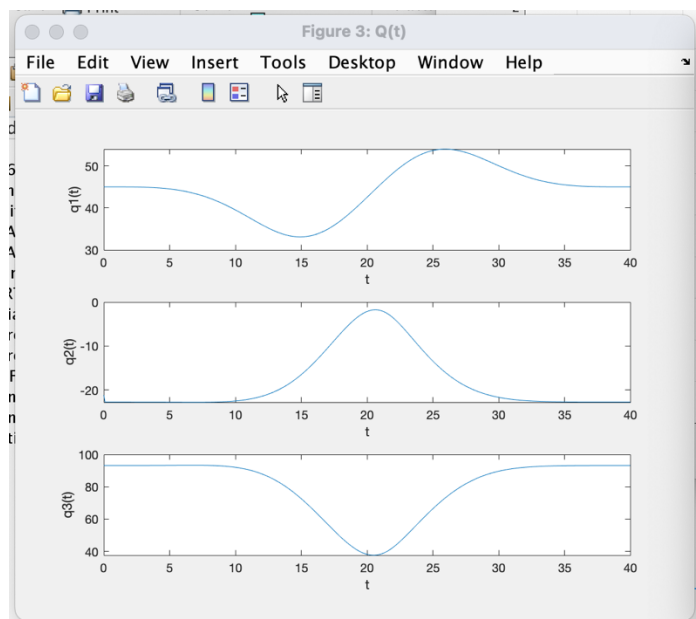 Print
Figure 3: Q(t)
File Edit View Insert Tools Desktop Window Help
50
40
30
q1(t)
0 5 10 15 20 25 30 35 40
t
0
-10
-20
q2(t)
0 5 10 15 20 25 30 35 40
t
100
80
60
40
q3(t)
0 5 10 15 20 25 30 35 40
t